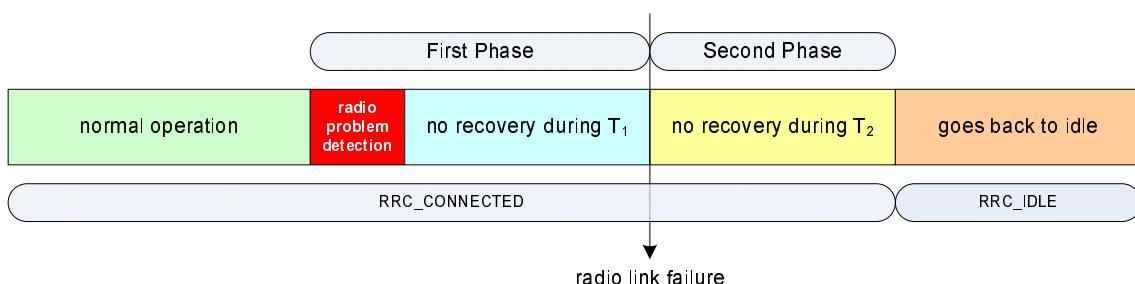 First Phase
Second Phase
normal operation
radio
problem
detection
no recovery during T₁
no recovery during T₂
goes back to idle
RRC_CONNECTED
RRC_IDLE
radio link failure